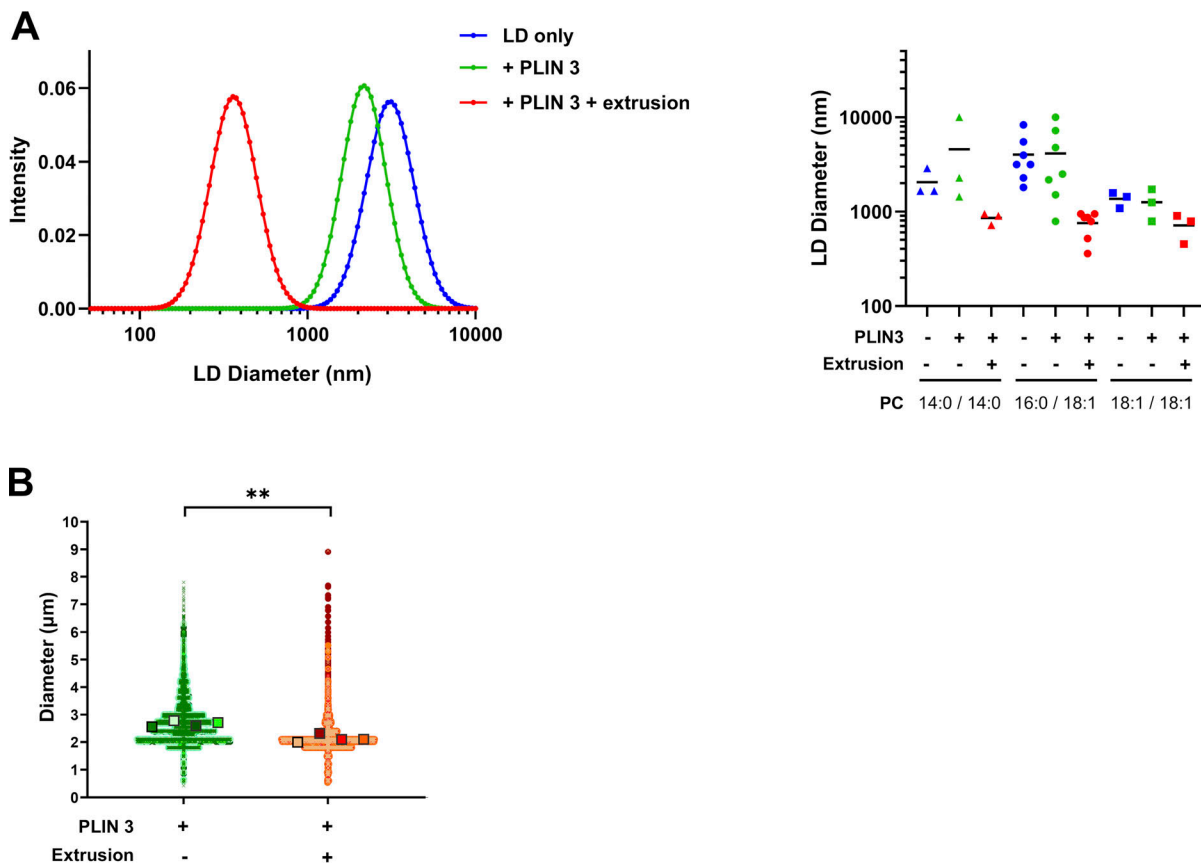 A
LD only
+ PLIN 3
+ PLIN 3 + extrusion
Intensity
0.06
0.04
0.02
0.00
100 1000 10000
LD Diameter (nm)
LD Diameter (nm)
10000
1000
100
PLIN3 - + + - + + - + +
Extrusion - - + - - + - - +
PC 14:0 / 14:0 16:0 / 18:1 18:1 / 18:1
B
**
Diameter (µm)
10
9
8
7
6
5
4
3
2
1
0
PLIN 3 + +
Extrusion - +